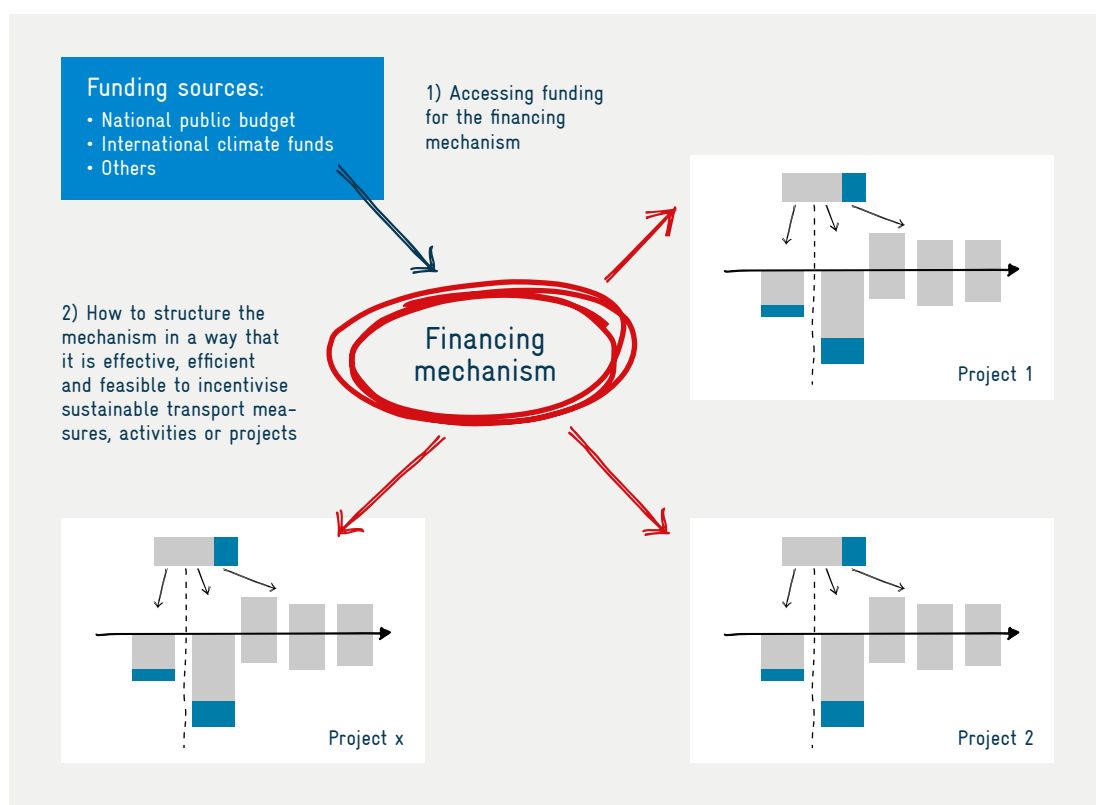 Funding sources:
• National public budget
• International climate funds
• Others
1) Accessing funding
for the financing
mechanism
Project 1
2) How to structure the
mechanism in a way that
it is effective, efficient
and feasible to incentivise
sustainable transport mea-
sures, activities or projects
Financing
mechanism
Project x
Project 2